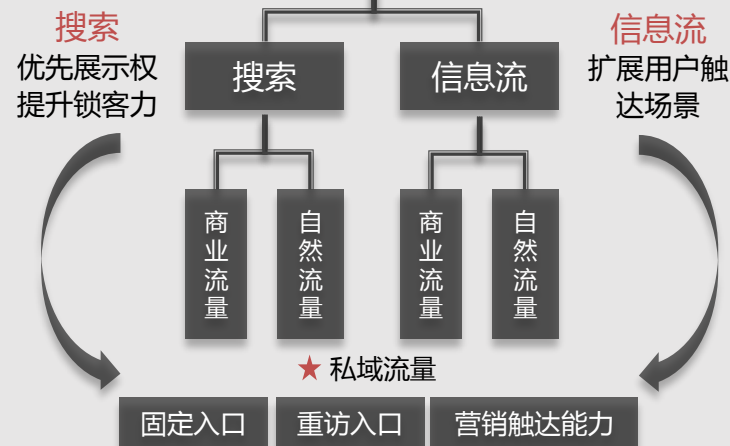 搜索
优先展示权
提升锁客力
搜索
信息流
信息流
扩展用户触
达场景
商业流量
自然流量
商业流量
自然流量
★ 私域流量
固定入口
重访入口
营销触达能力